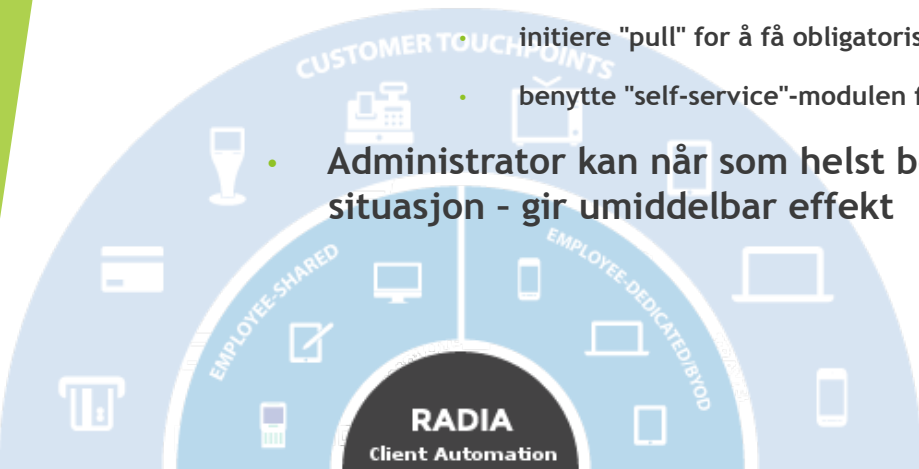 initiere "pull" for å få
CUSTOMER TOUCHPOINTS
benytte "self-service"-modulen
Administrator kan når som helst
situasjon – gir umiddelbar effekt
EMPLOYEE-SHARED
EMPLOYEE-DEDICATED/BYOD
RADIA
Client Automation